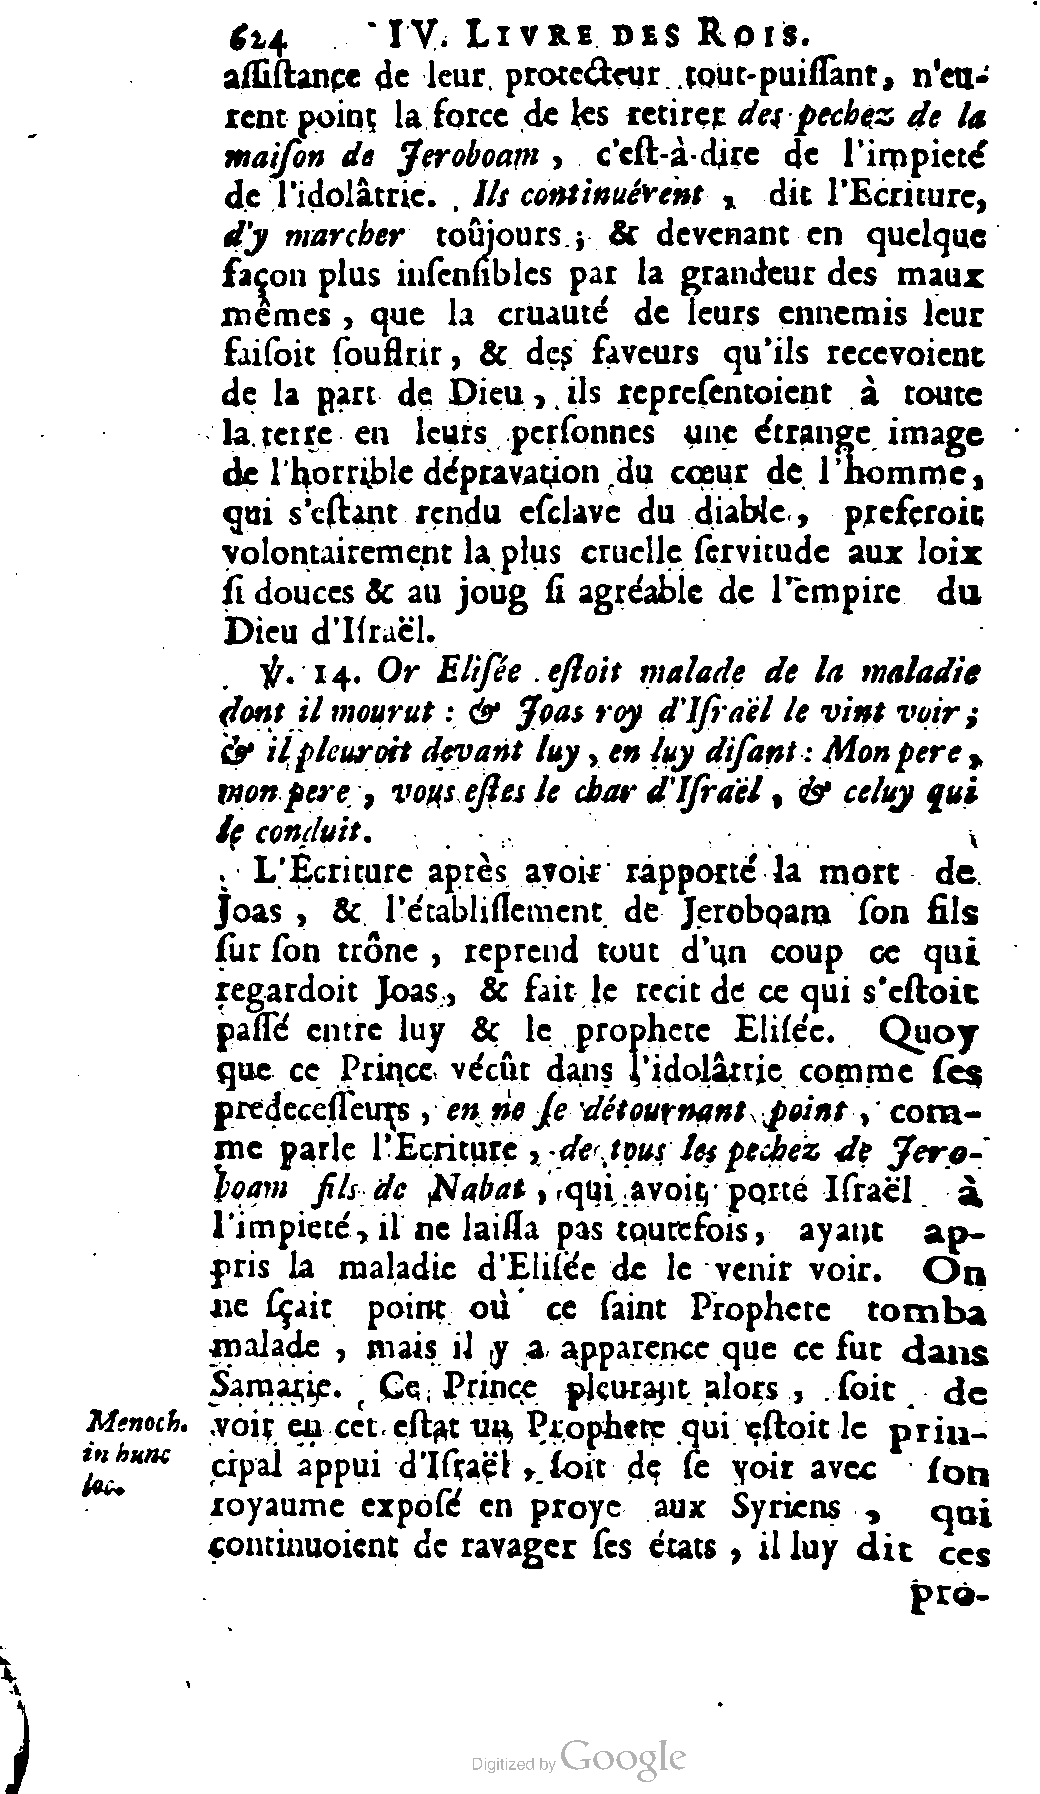 624 IV. LIVRE DES ROIS.
assistance de leur protecteur tout-puissant, n'eu-
rent point la force de les retirer des pechez de la
maison de Jeroboam, c'est-à-dire de l'impieté
de l'idolâtrie. Ils continuérent, dit l'Ecriture,
d'y marcher toûjours; & devenant en quelque
façon plus insensibles par la grandeur des maux
mêmes, que la cruauté de leurs ennemis leur
faisoit souffrir, & des faveurs qu'ils recevoient
de la part de Dieu, ils representoient à toute
la terre en leurs personnes une étrange image
de l'horrible dépravation du cœur de l'homme,
qui s'estant rendu esclave du diable, preferoit
volontairement la plus cruelle servitude aux loix
si douces & au joug si agréable de l'empire du
Dieu d'Israël.
℣. 14. Or Elisée estoit malade de la maladie
dont il mourut: & Joas roy d'Israël le vint voir;
& il pleuroit devant luy, en luy disant: Mon pere,
mon pere, vous estes le char d'Israël, & celuy qui
le conduit.
L'Ecriture après avoir rapporté la mort de
Joas, & l'établissement de Jeroboam son fils
sur son trône, reprend tout d'un coup ce qui
regardoit Joas, & fait le recit de ce qui s'estoit
passé entre luy & le prophete Elisée. Quoy
que ce Prince vécût dans l'idolâtrie comme ses
predecesseurs, en ne se détournant point, com-
me parle l'Ecriture, de tous les pechez de Jero-
boam fils de Nabat, qui avoit porté Israël à
l'impieté, il ne laissa pas toutefois, ayant ap-
pris la maladie d'Elisée de le venir voir. On
ne sçait point où ce saint Prophete tomba
malade, mais il y a apparence que ce fut dans
Samarie. Ce Prince pleurant alors, soit de
Menoch. voir en cet estat un Prophete qui estoit le prin-
in hunc cipal appui d'Israël, soit de se voir avec son
loc. royaume exposé en proye aux Syriens, qui
continuoient de ravager ses états, il luy dit ces
pro-
Digitized by Google